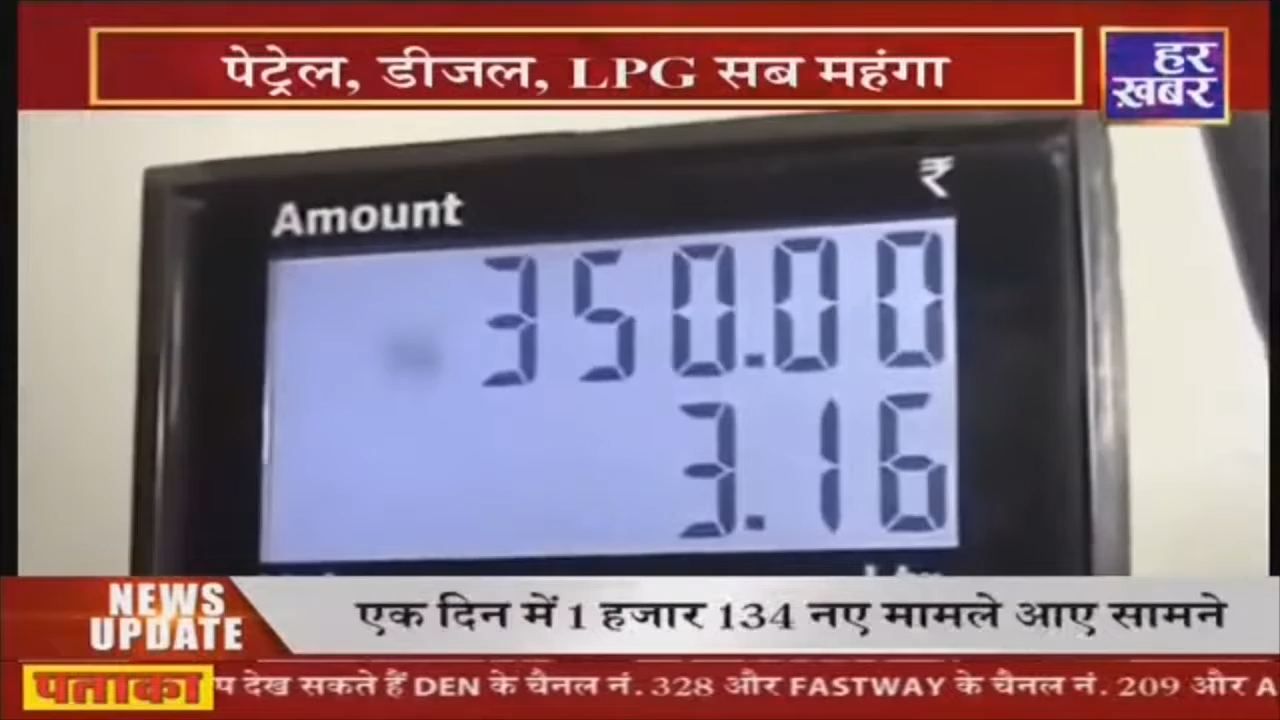 पेट्रेल, डीजल, LPG सब महंगा
हर
ख़बर
Amount
₹
350.00
3.16
NEWS
UPDATE
एक दिन में 1 हजार 134 नए मामले आए सामने
पताका
प देख सकते हैं DEN के चैनल नं. 328 और FASTWAY के चैनल नं. 209 और A